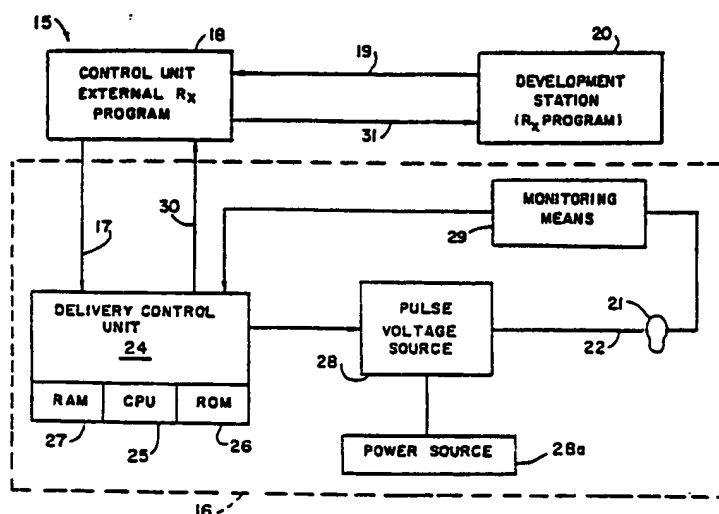 15
18
CONTROL UNIT
EXTERNAL Rx
PROGRAM
19
31
20
DEVELOPMENT
STATION
(Rx PROGRAM)
17
30
MONITORING
MEANS
29
DELIVERY CONTROL
UNIT
24
RAM
CPU
ROM
27
25
26
PULSE
VOLTAGE
SOURCE
28
21
22
POWER SOURCE
28a
16